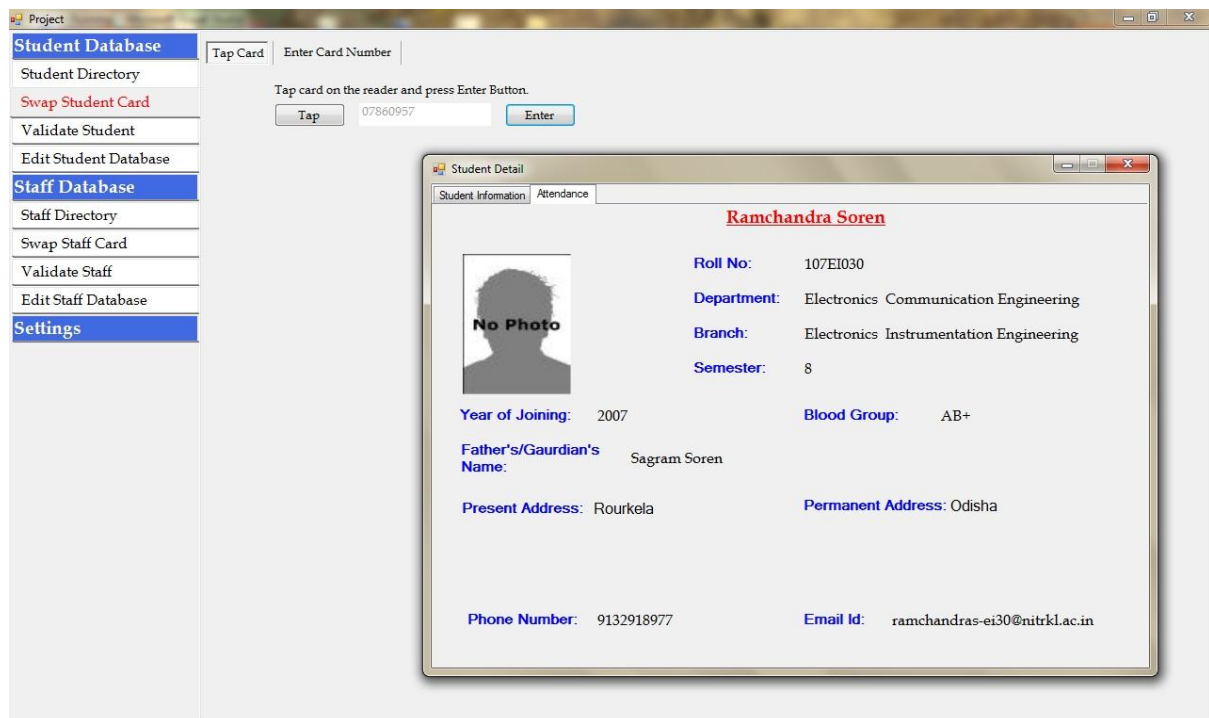 Project
Student Database
Student Directory
Swap Student Card
Validate Student
Edit Student Database
Staff Database
Staff Directory
Swap Staff Card
Validate Staff
Edit Staff Database
Settings
Tap Card Enter Card Number
Tap card on the reader and press Enter Button.
Tap 07860957 Enter
Student Detail
Student Information Attendance
Ramchandra Soren
No Photo
Roll No: 107EI030
Department: Electronics Communication Engineering
Branch: Electronics Instrumentation Engineering
Semester: 8
Year of Joining: 2007 Blood Group: AB+
Father's/Gaurdian's
Name: Sagram Soren
Present Address: Rourkela Permanent Address: Odisha
Phone Number: 9132918977 Email Id: ramchandras-ei30@nitrkl.ac.in